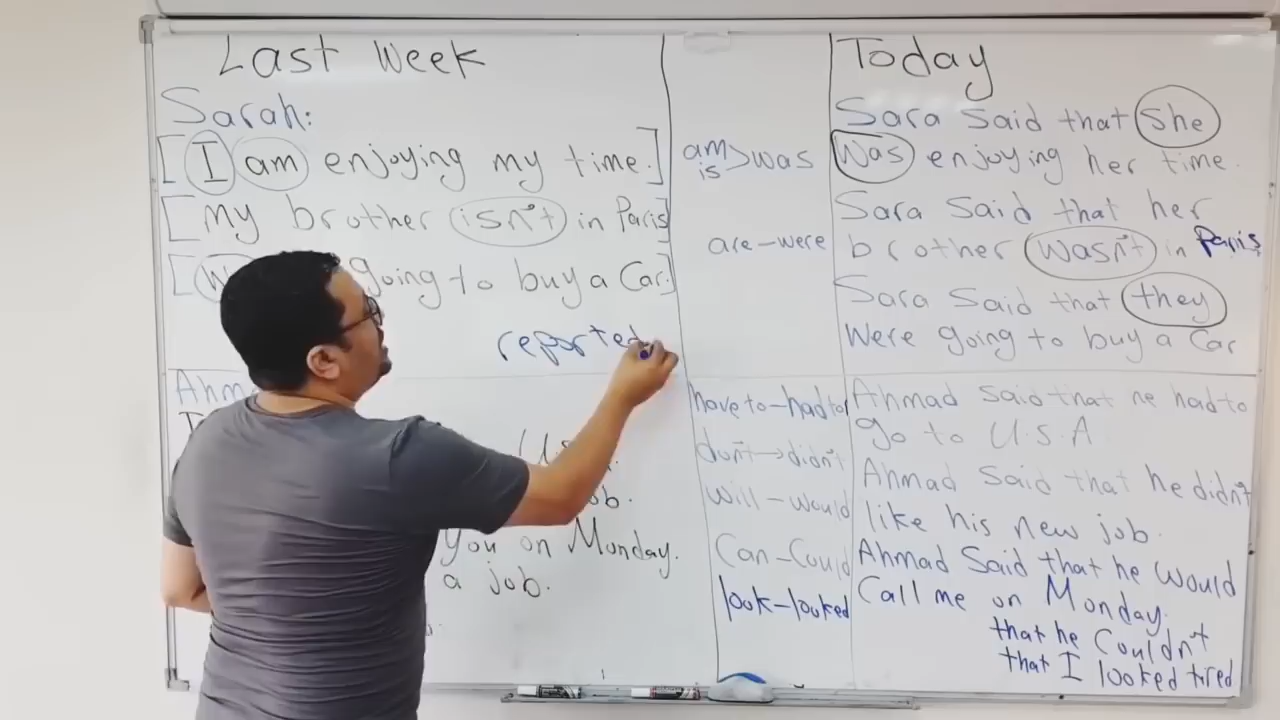 Last Week
Sarah:
[I am enjoying my time.]
[My brother isn't in Paris]
[ going to buy a Car.]
reported
Ahm
U.S.
job.
you on Monday.
a job.
am
is > was
are - were
have to - had to
don't → didn't
will - would
Can - Could
look - looked
Today
Sara Said that she
was enjoying her time.
Sara Said that her
brother wasn't in Paris
Sara Said that they
were going to buy a Car
Ahmad said that he had to
go to U.S.A
Ahmad Said that he didn't
like his new job.
Ahmad Said that he would
Call me on Monday.
that he Couldn't
that I looked tired